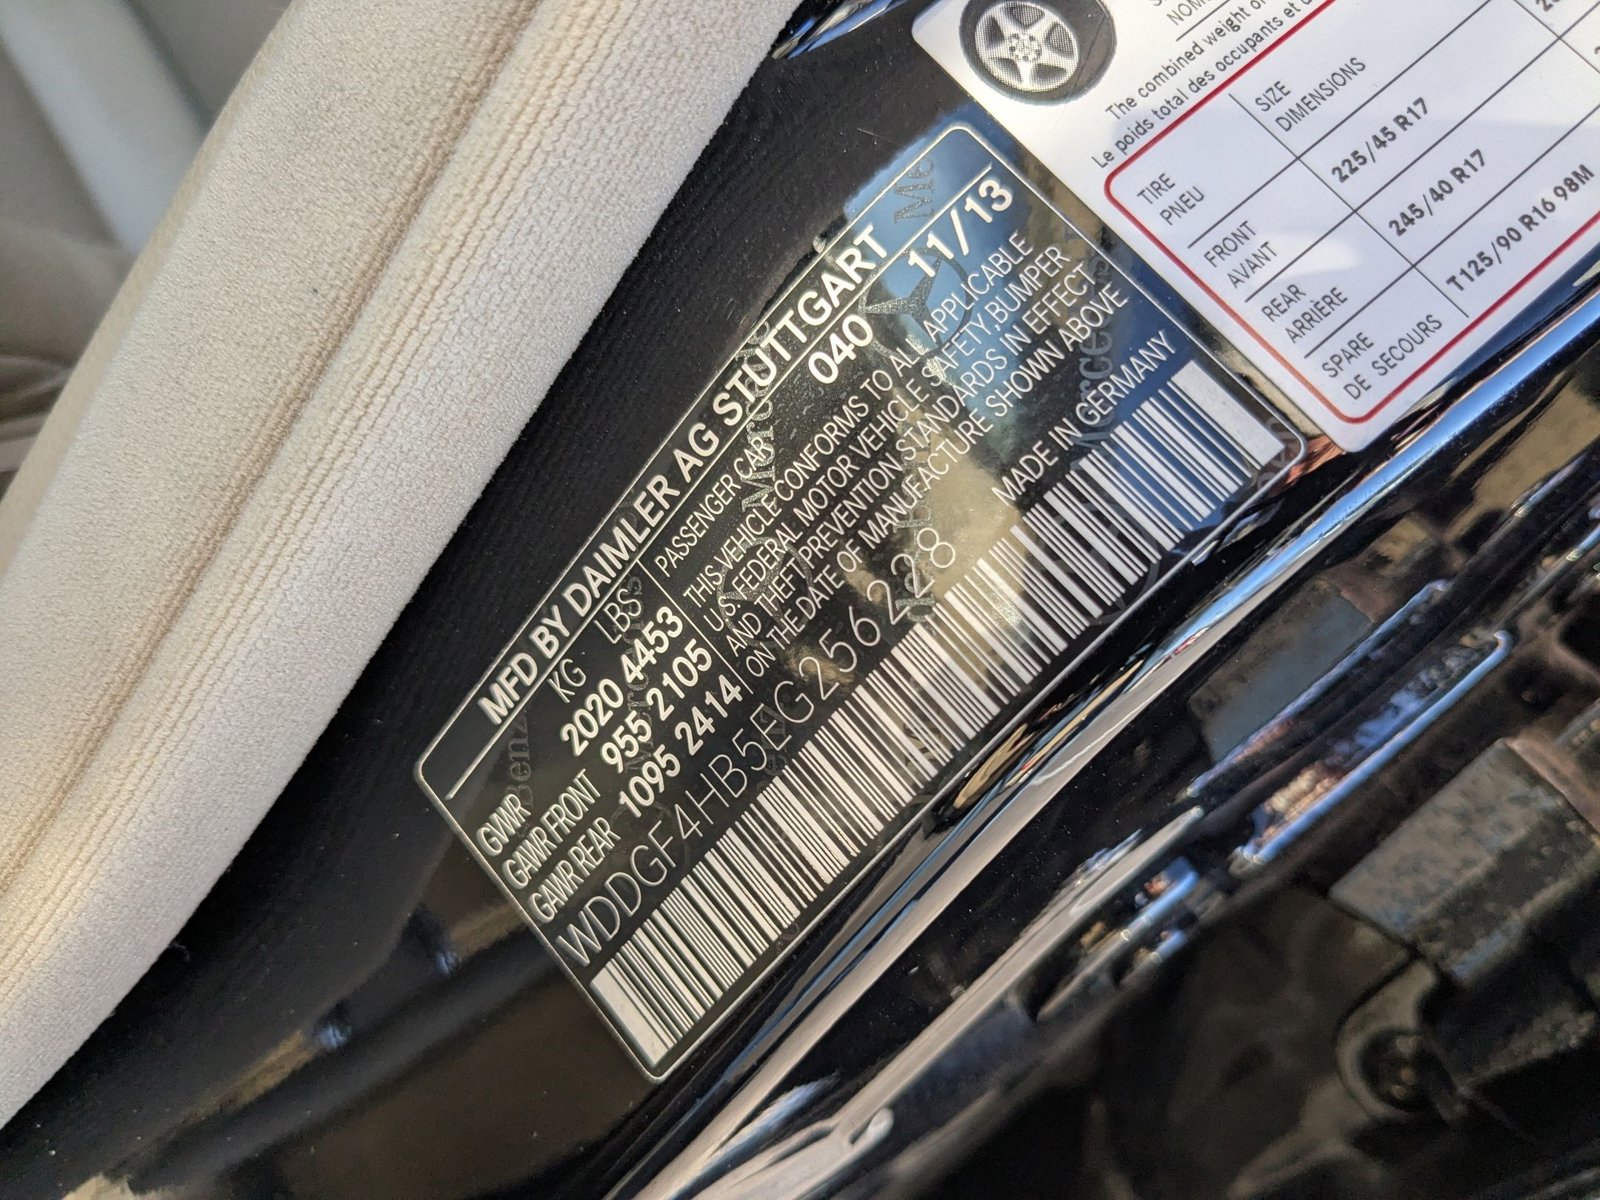 MFD BY DAIMLER AG STUTTGART
11/13
KG LBS
040
GVWR 2020 4453
GAWR FRONT 955 2105
GAWR REAR 1095 2414
PASSENGER CAR
THIS VEHICLE CONFORMS TO ALL APPLICABLE
U.S. FEDERAL MOTOR VEHICLE SAFETY,BUMPER
AND THEFT PREVENTION STANDARDS IN EFFECT
ON THE DATE OF MANUFACTURE SHOWN ABOVE
MADE IN GERMANY
WDDGF4HB5EG256228
The combined weight of
Le poids total des occupants et
TIRE
PNEU
SIZE
DIMENSIONS
FRONT
AVANT
225/45 R17
REAR
ARRIÈRE
245/40 R17
SPARE
DE SECOURS
T125/90 R16 98M